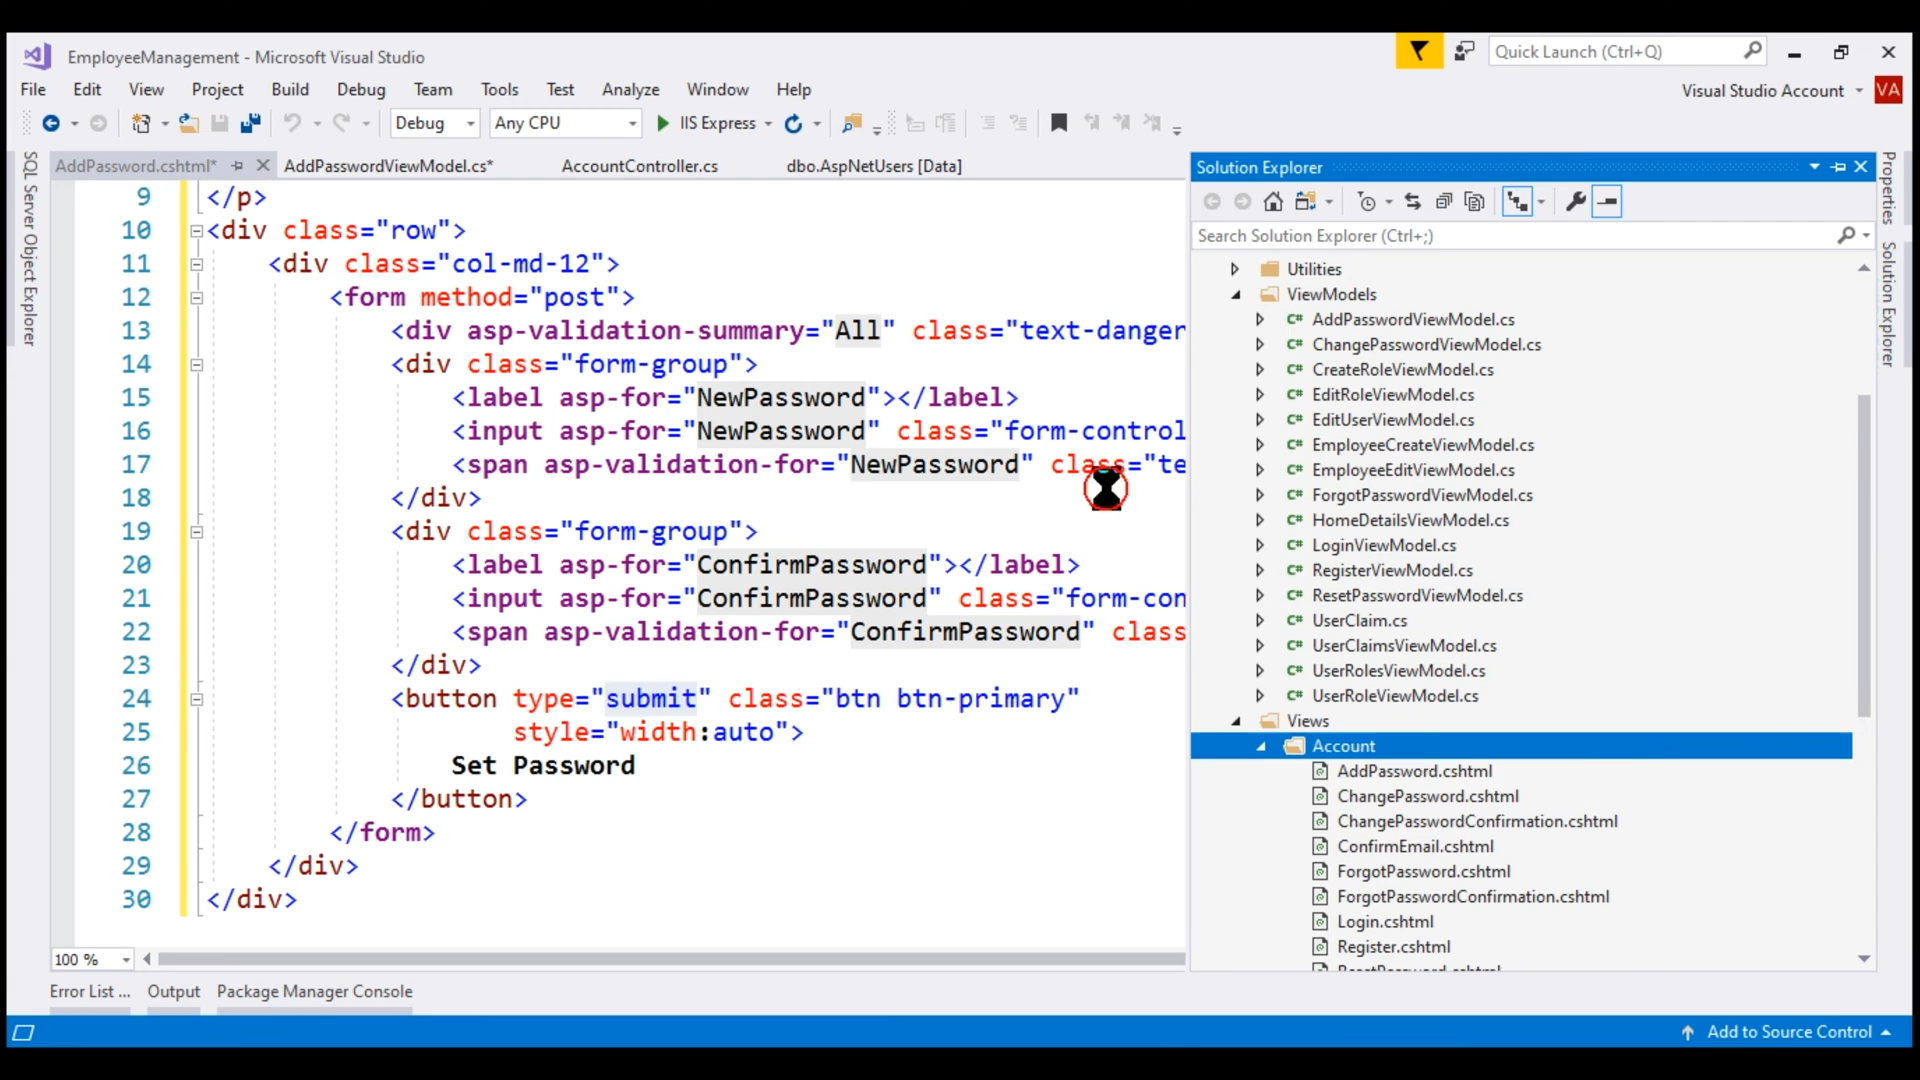 EmployeeManagement - Microsoft Visual Studio
Quick Launch (Ctrl+Q)
File Edit View Project Build Debug Team Tools Test Analyze Window Help
Visual Studio Account VA
Debug Any CPU IIS Express
AddPassword.cshtml* AddPasswordViewModel.cs* AccountController.cs dbo.AspNetUsers [Data]
SQL Server Object Explorer
9 </p>
10 <div class="row">
11 <div class="col-md-12">
12 <form method="post">
13 <div asp-validation-summary="All" class="text-danger
14 <div class="form-group">
15 <label asp-for="NewPassword"></label>
16 <input asp-for="NewPassword" class="form-control
17 <span asp-validation-for="NewPassword" class="te
18 </div>
19 <div class="form-group">
20 <label asp-for="ConfirmPassword"></label>
21 <input asp-for="ConfirmPassword" class="form-con
22 <span asp-validation-for="ConfirmPassword" class
23 </div>
24 <button type="submit" class="btn btn-primary"
25 style="width:auto">
26 Set Password
27 </button>
28 </form>
29 </div>
30 </div>
100 %
Solution Explorer
Search Solution Explorer (Ctrl+;)
Utilities
ViewModels
C# AddPasswordViewModel.cs
C# ChangePasswordViewModel.cs
C# CreateRoleViewModel.cs
C# EditRoleViewModel.cs
C# EditUserViewModel.cs
C# EmployeeCreateViewModel.cs
C# EmployeeEditViewModel.cs
C# ForgotPasswordViewModel.cs
C# HomeDetailsViewModel.cs
C# LoginViewModel.cs
C# RegisterViewModel.cs
C# ResetPasswordViewModel.cs
C# UserClaim.cs
C# UserClaimsViewModel.cs
C# UserRolesViewModel.cs
C# UserRoleViewModel.cs
Views
Account
AddPassword.cshtml
ChangePassword.cshtml
ChangePasswordConfirmation.cshtml
ConfirmEmail.cshtml
ForgotPassword.cshtml
ForgotPasswordConfirmation.cshtml
Login.cshtml
Register.cshtml
Properties
Solution Explorer
Error List ... Output Package Manager Console
Add to Source Control